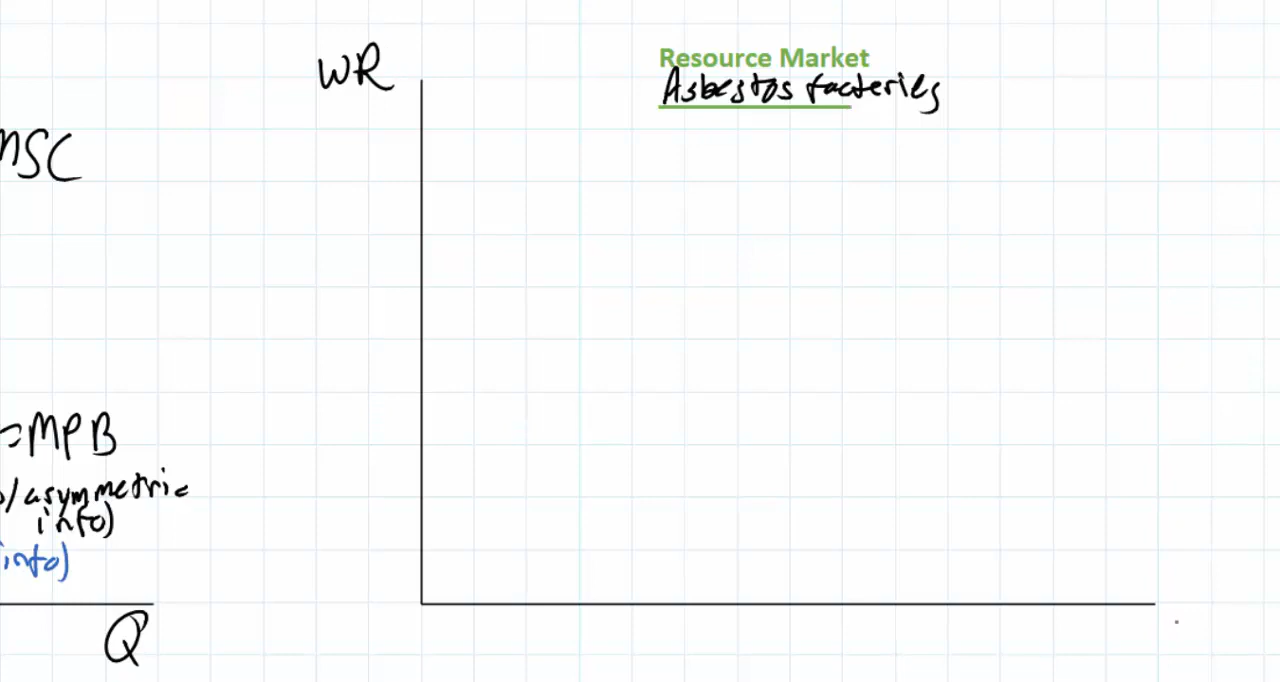 WR
Resource Market
Asbestos factories
MSC
=MPB
w/asymmetric
info)
info)
Q